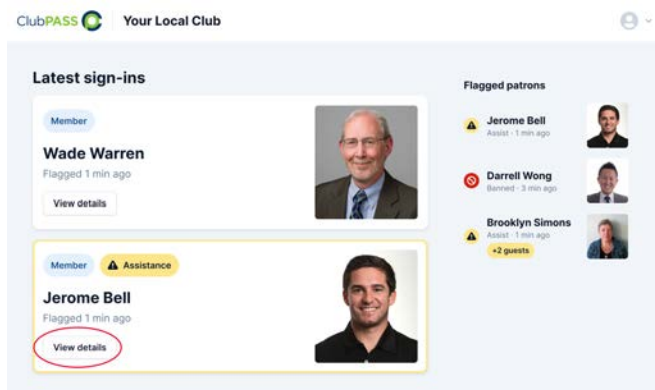 ClubPASS Your Local Club
Latest sign-ins
Member
Wade Warren
Flagged 1 min ago
View details
Member Assistance
Jerome Bell
Flagged 1 min ago
View details
Flagged patrons
Jerome Bell
Assist · 1 min ago
Darrell Wong
Banned · 3 min ago
Brooklyn Simons
Assist · 1 min ago
+2 guests